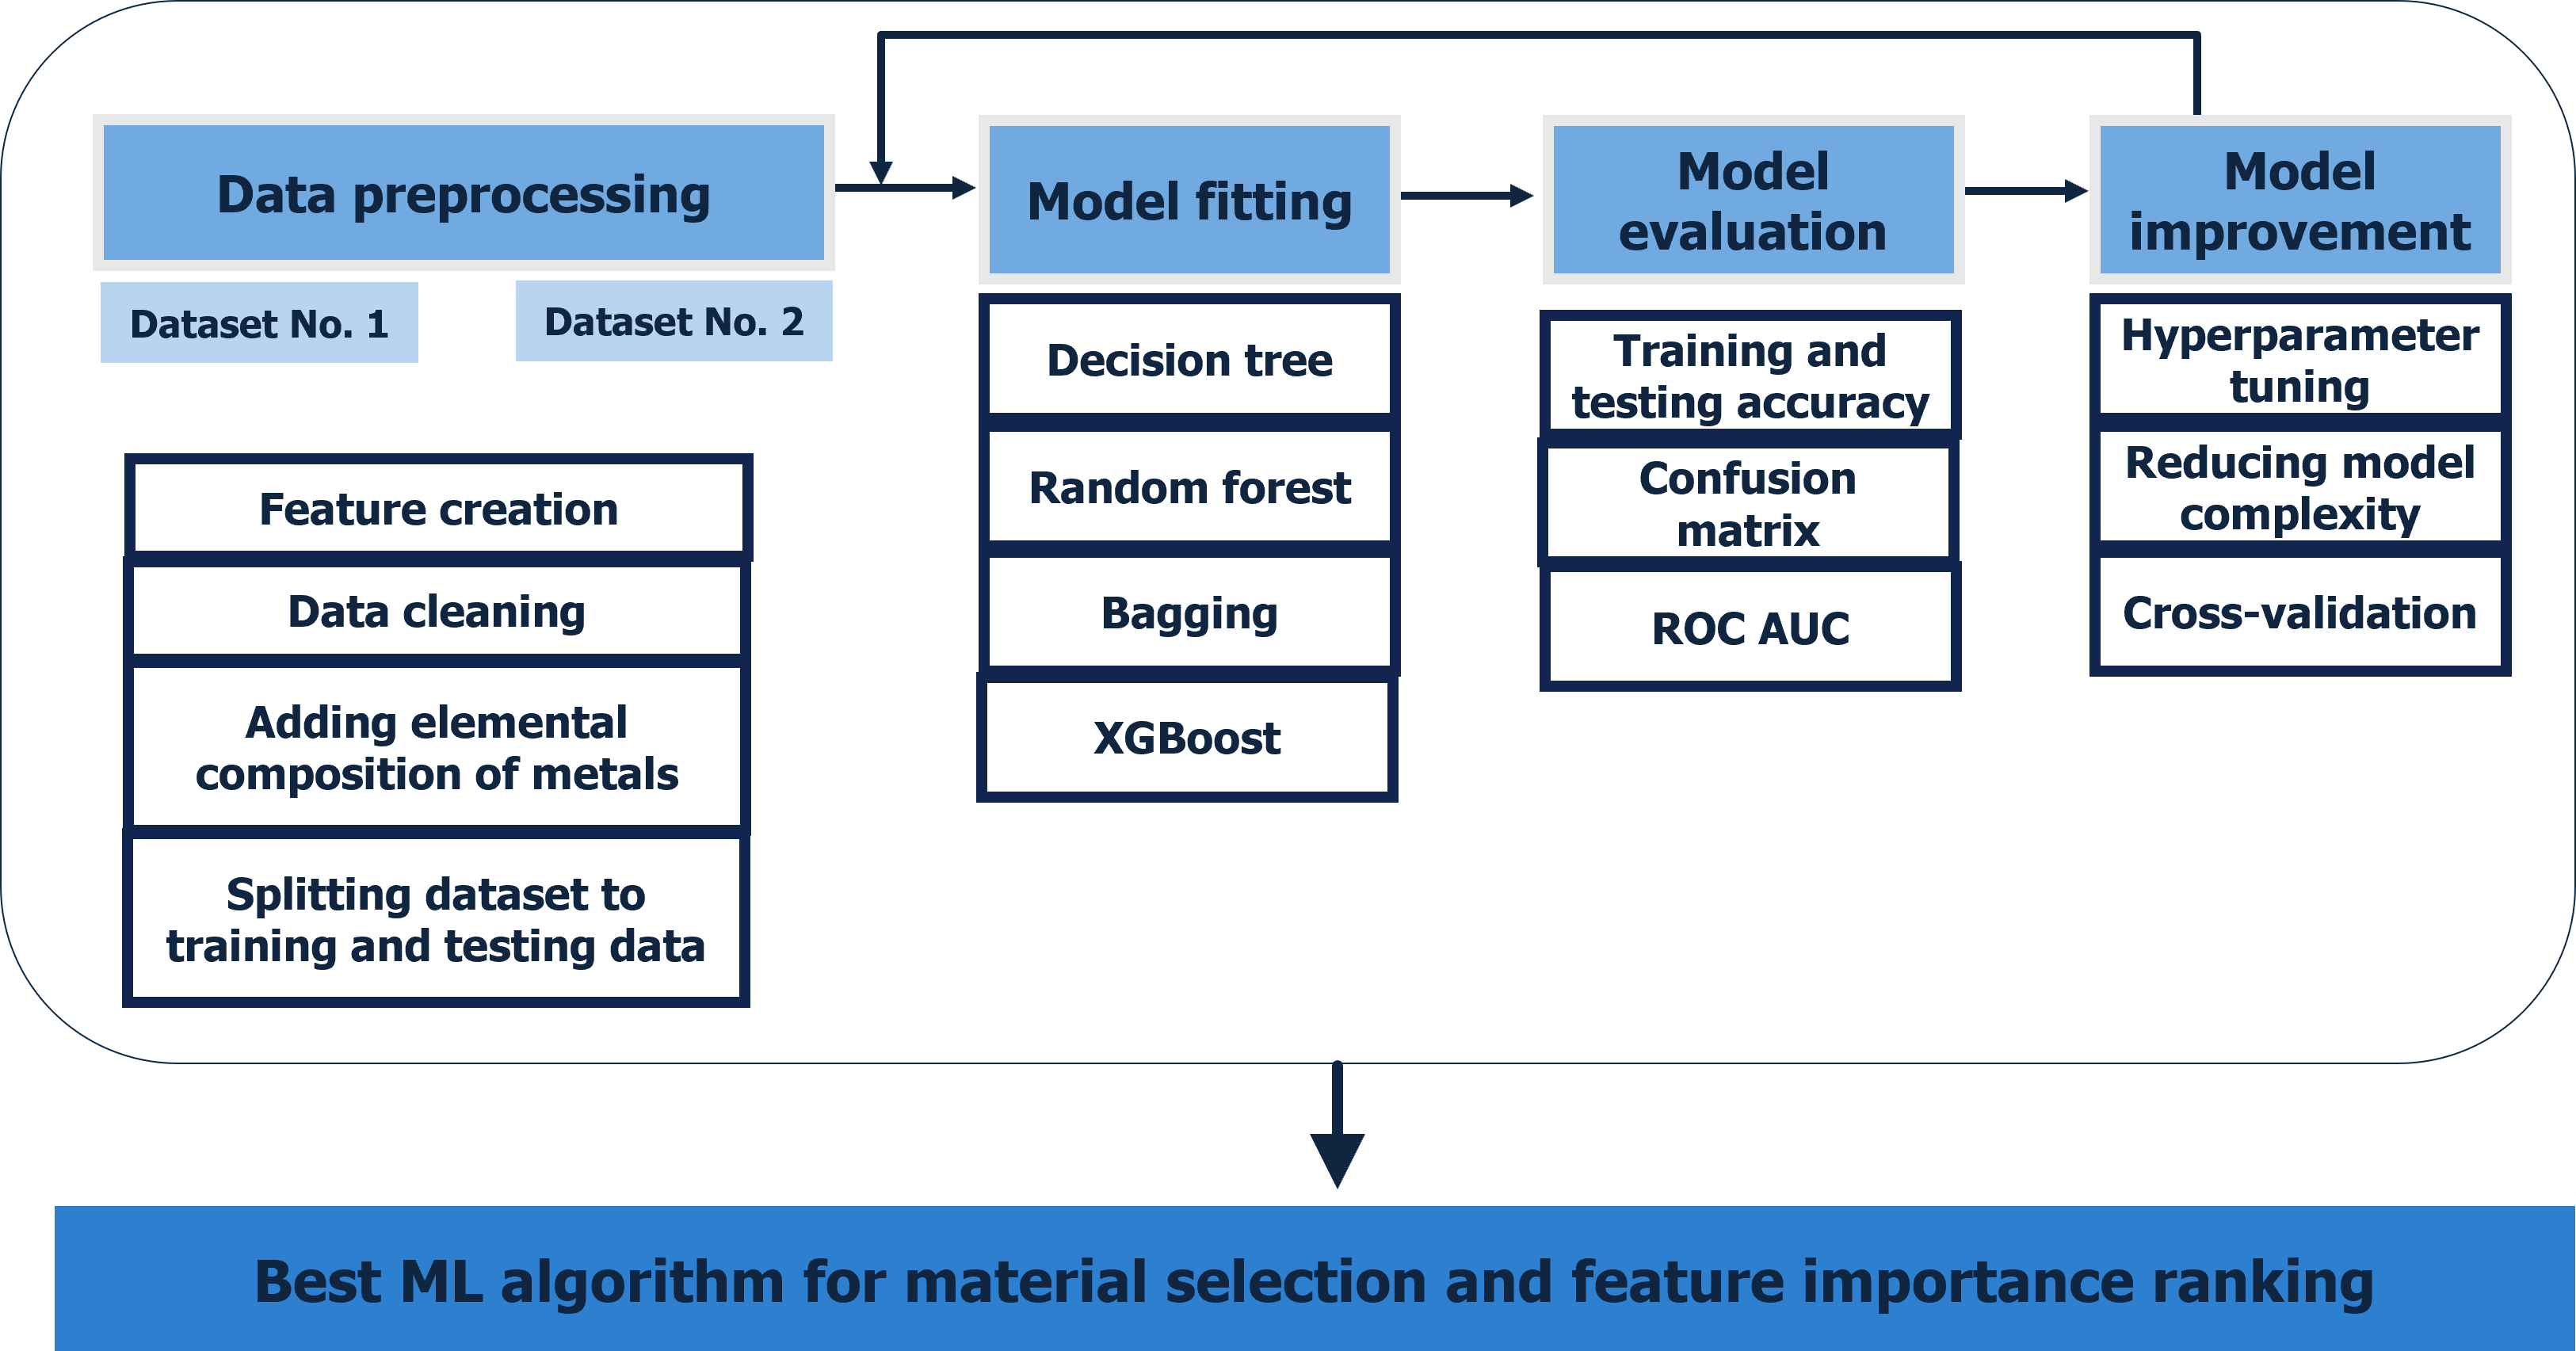 Data preprocessing
Dataset No. 1
Dataset No. 2
Feature creation
Data cleaning
Adding elemental
composition of metals
Splitting dataset to
training and testing data
Model fitting
Decision tree
Random forest
Bagging
XGBoost
Model
evaluation
Training and
testing accuracy
Confusion
matrix
ROC AUC
Model
improvement
Hyperparameter
tuning
Reducing model
complexity
Cross-validation
Best ML algorithm for material selection and feature importance ranking